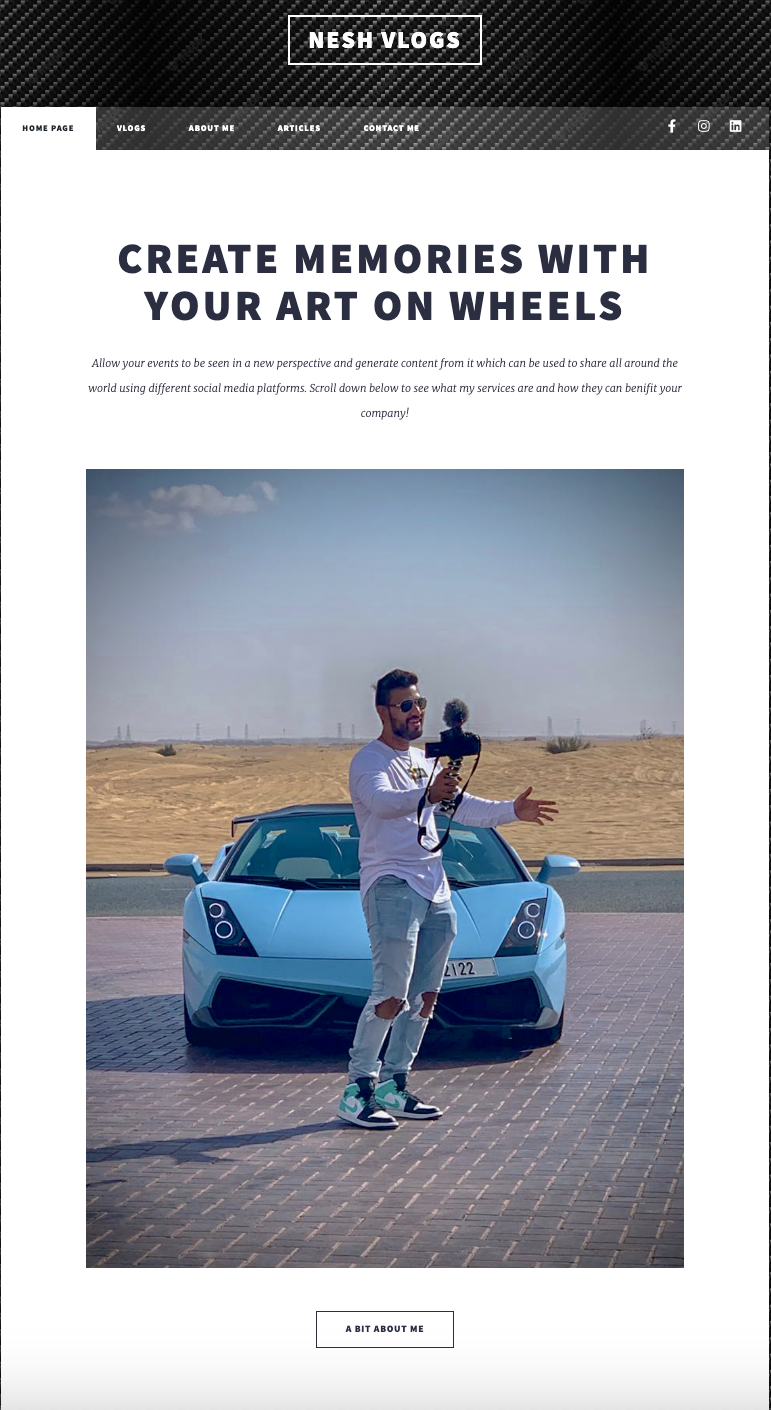 NESH VLOGS
HOME PAGE
VLOGS
ABOUT ME
ARTICLES
CONTACT ME
CREATE MEMORIES WITH
YOUR ART ON WHEELS
Allow your events to be seen in a new perspective and generate content from it which can be used to share all around the
world using different social media platforms. Scroll down below to see what my services are and how they can benifit your
company!
2122
A BIT ABOUT ME